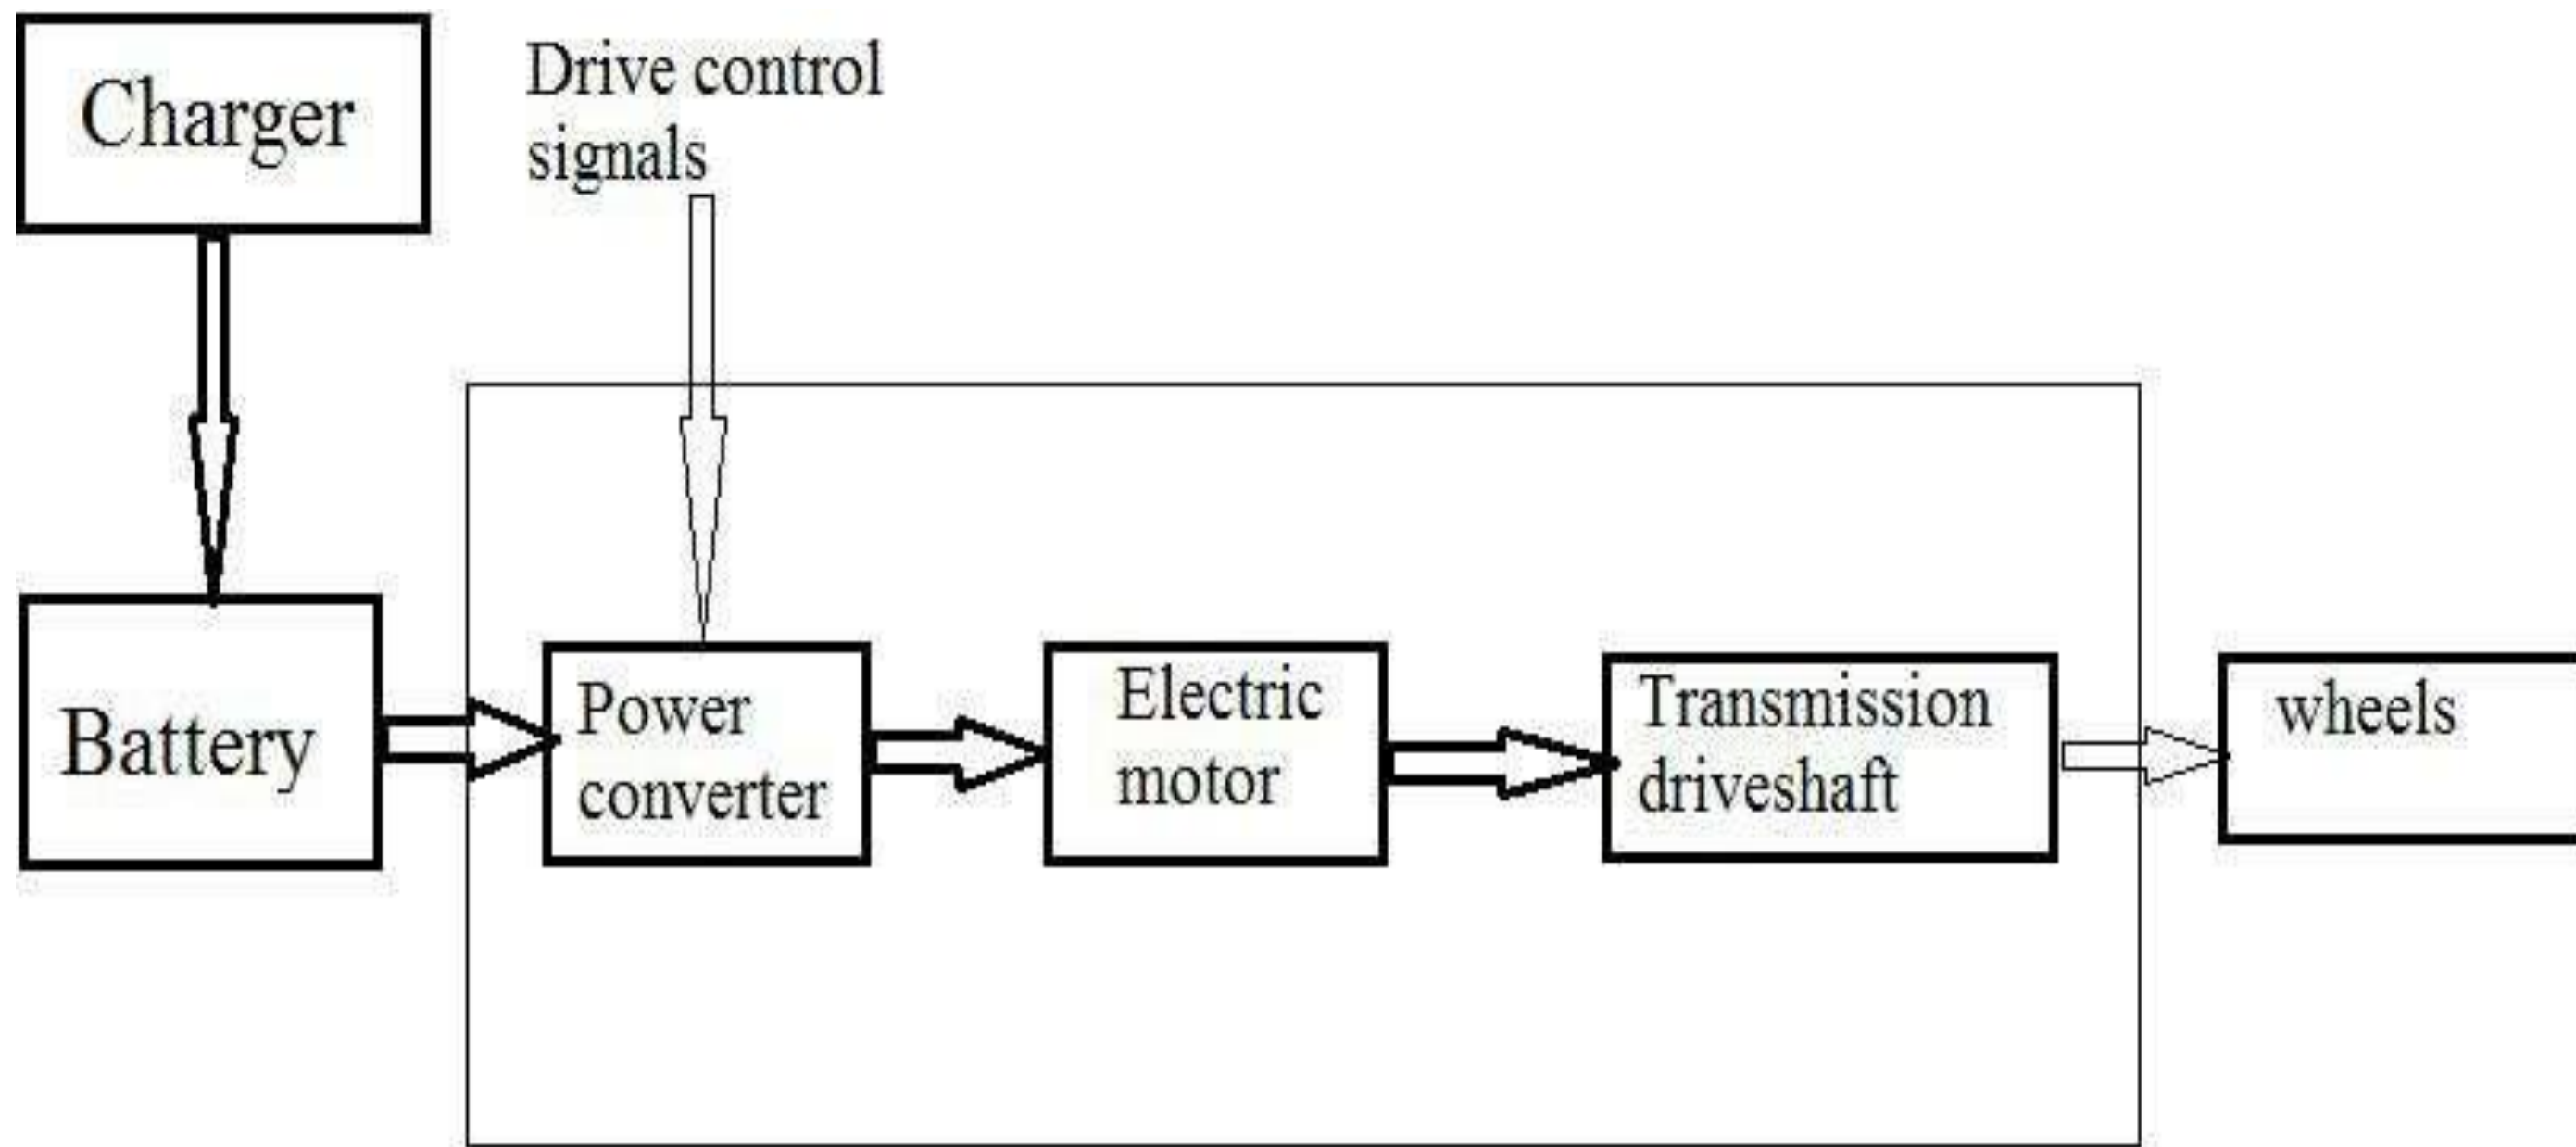 Charger
Drive control
signals
Battery
Power
converter
Electric
motor
Transmission
driveshaft
wheels